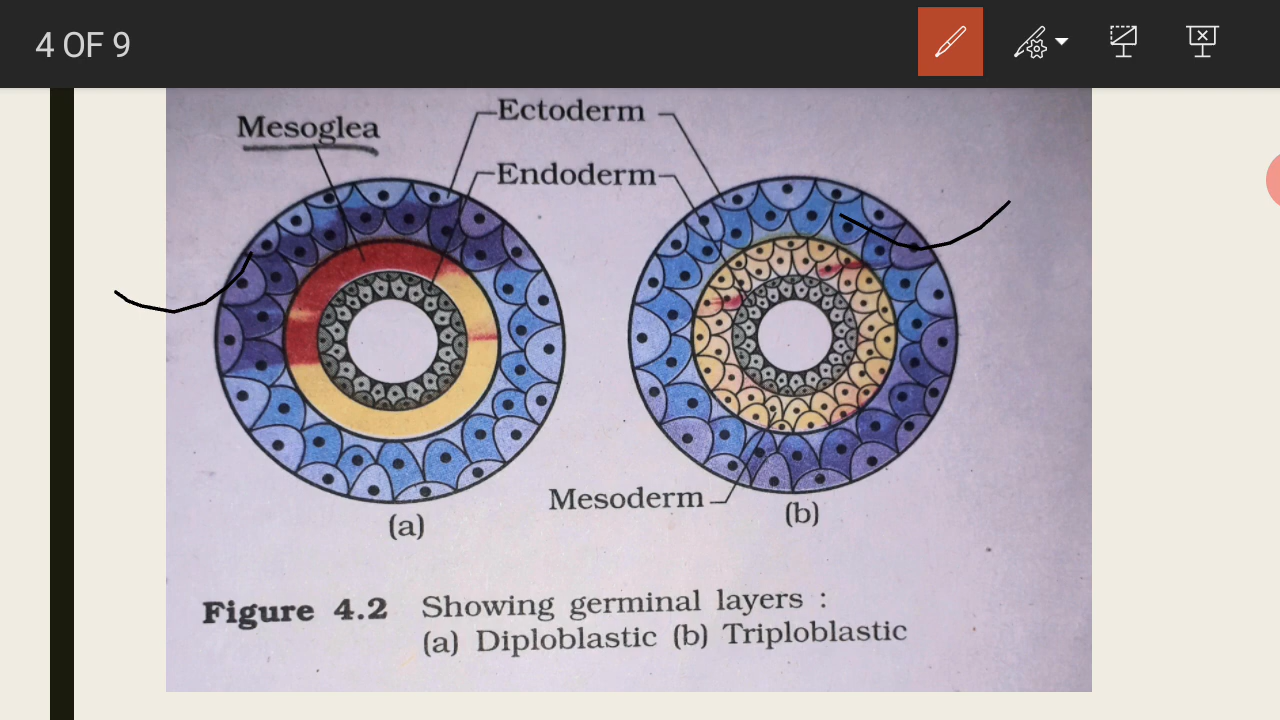 4 OF 9
Mesoglea
Ectoderm
Endoderm
Mesoderm
(a)
(b)
Figure 4.2 Showing germinal layers :
(a) Diploblastic (b) Triploblastic